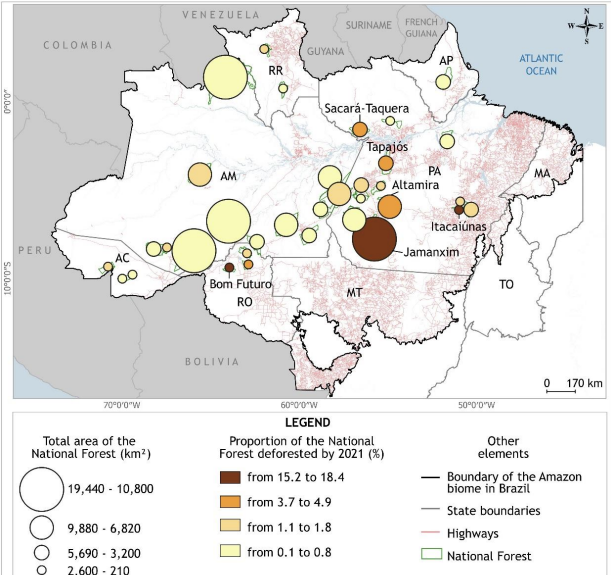 VENEZUELA
SURINAME
FRENCH
GUIANA
N
W
E
S
COLOMBIA
GUYANA
RR
AP
ATLANTIC
OCEAN
0°0'0"
Sacará-Taquera
Tapajós
PA
MA
AM
Altamira
Itacaiúnas
PERU
AC
Jamanxim
10°0'0"S
Bom Futuro
RO
MT
TO
BOLIVIA
0 170 km
70°0'0"W
60°0'0"W
50°0'0"W
LEGEND
Total area of the
National Forest (km²)
19,440 - 10,800
9,880 - 6,820
5,690 - 3,200
2,600 - 210
Proportion of the National
Forest deforested by 2021 (%)
from 15.2 to 18.4
from 3.7 to 4.9
from 1.1 to 1.8
from 0.1 to 0.8
Other
elements
Boundary of the Amazon
biome in Brazil
State boundaries
Highways
National Forest